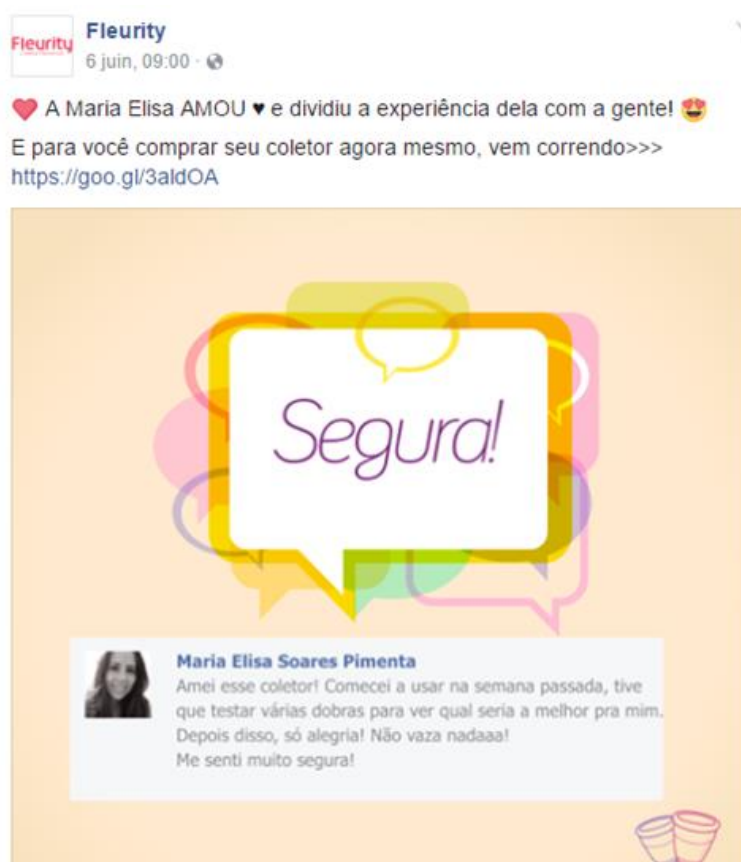 Fleurity
Fleurity
6 juin, 09:00 ·
❤ A Maria Elisa AMOU ♥ e dividiu a experiência dela com a gente! 😍
E para você comprar seu coletor agora mesmo, vem correndo>>>
https://goo.gl/3aldOA
Segura!
Maria Elisa Soares Pimenta
Amei esse coletor! Comecei a usar na semana passada, tive
que testar várias dobras para ver qual seria a melhor pra mim.
Depois disso, só alegria! Não vaza nadaaa!
Me senti muito segura!